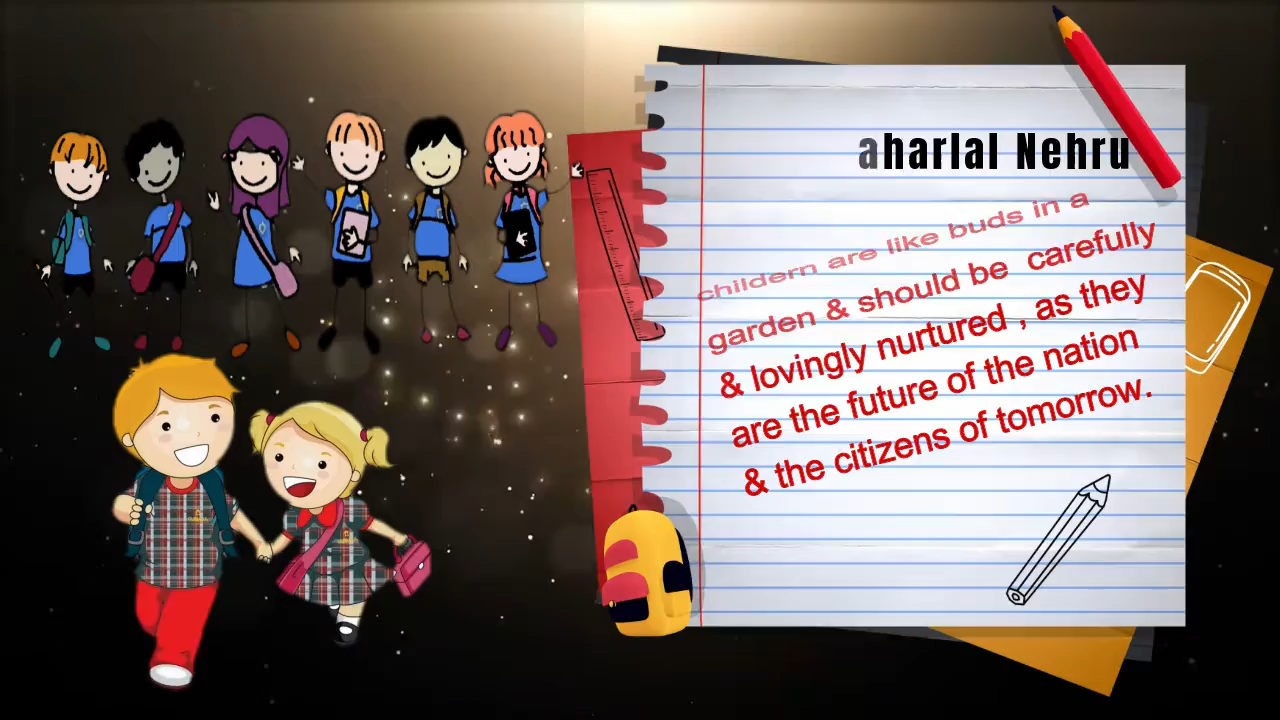 aharlal Nehru
childern are like buds in a
garden & should be carefully
& lovingly nurtured , as they
are the future of the nation
& the citizens of tomorrow.